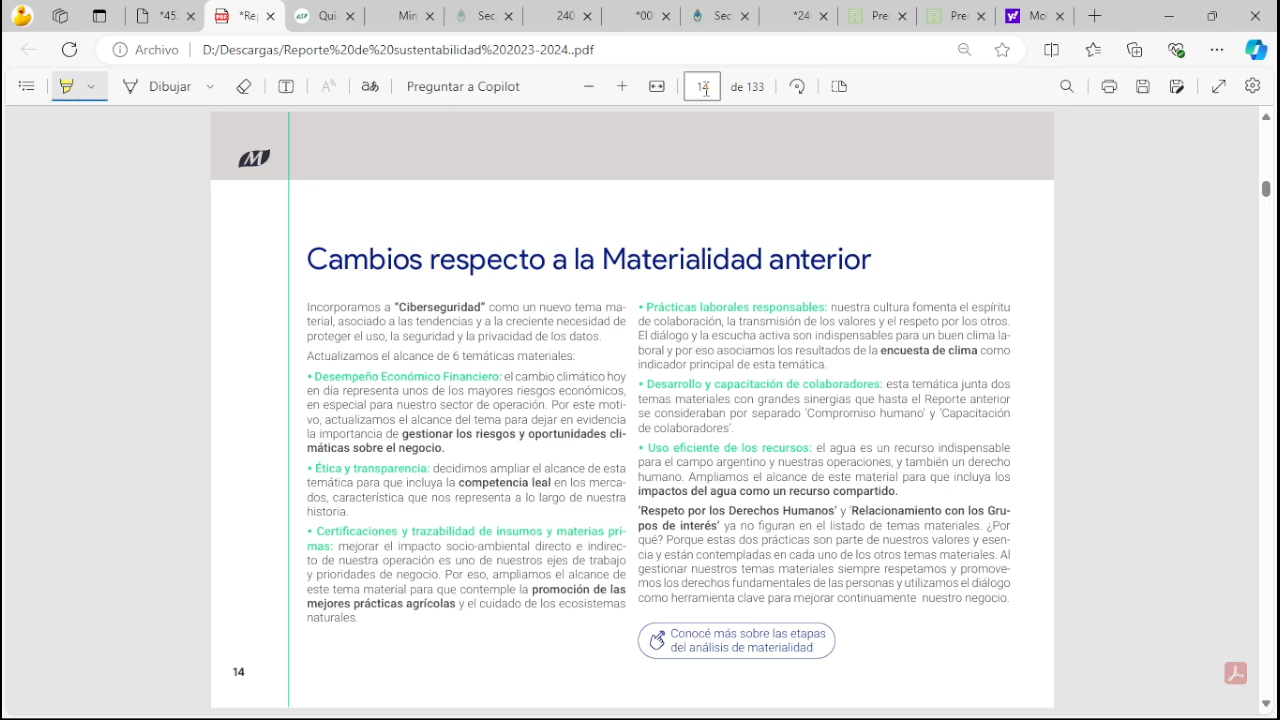 *45
*Rep
Qui
Min
Sect
240
*00
Sect
*24
Pre
Pre
Mo
Archivo
D:/Descargas/Reporte%20de%20sustentabilidad%202023-2024..pdf
Dibujar
aあ
Preguntar a Copilot
14
de 133
M
Cambios respecto a la Materialidad anterior
Incorporamos a “Ciberseguridad” como un nuevo tema ma-
terial, asociado a las tendencias y a la creciente necesidad de
proteger el uso, la seguridad y la privacidad de los datos.
Actualizamos el alcance de 6 temáticas materiales:
• Desempeño Económico Financiero: el cambio climático hoy
en día representa unos de los mayores riesgos económicos,
en especial para nuestro sector de operación. Por este moti-
vo, actualizamos el alcance del tema para dejar en evidencia
la importancia de gestionar los riesgos y oportunidades cli-
máticas sobre el negocio.
• Ética y transparencia: decidimos ampliar el alcance de esta
temática para que incluya la competencia leal en los merca-
dos, característica que nos representa a lo largo de nuestra
historia.
• Certificaciones y trazabilidad de insumos y materias pri-
mas: mejorar el impacto socio-ambiental directo e indirec-
to de nuestra operación es uno de nuestros ejes de trabajo
y prioridades de negocio. Por eso, ampliamos el alcance de
este tema material para que contemple la promoción de las
mejores prácticas agrícolas y el cuidado de los ecosistemas
naturales.
• Prácticas laborales responsables: nuestra cultura fomenta el espíritu
de colaboración, la transmisión de los valores y el respeto por los otros.
El diálogo y la escucha activa son indispensables para un buen clima la-
boral y por eso asociamos los resultados de la encuesta de clima como
indicador principal de esta temática.
• Desarrollo y capacitación de colaboradores: esta temática junta dos
temas materiales con grandes sinergias que hasta el Reporte anterior
se consideraban por separado ‘Compromiso humano’ y ‘Capacitación
de colaboradores’.
• Uso eficiente de los recursos: el agua es un recurso indispensable
para el campo argentino y nuestras operaciones, y también un derecho
humano. Ampliamos el alcance de este material para que incluya los
impactos del agua como un recurso compartido.
‘Respeto por los Derechos Humanos’ y ‘Relacionamiento con los Gru-
pos de interés’ ya no figuran en el listado de temas materiales. ¿Por
qué? Porque estas dos prácticas son parte de nuestros valores y esen-
cia y están contempladas en cada uno de los otros temas materiales. Al
gestionar nuestros temas materiales siempre respetamos y promove-
mos los derechos fundamentales de las personas y utilizamos el diálogo
como herramienta clave para mejorar continuamente nuestro negocio.
Conocé más sobre las etapas
del análisis de materialidad
14